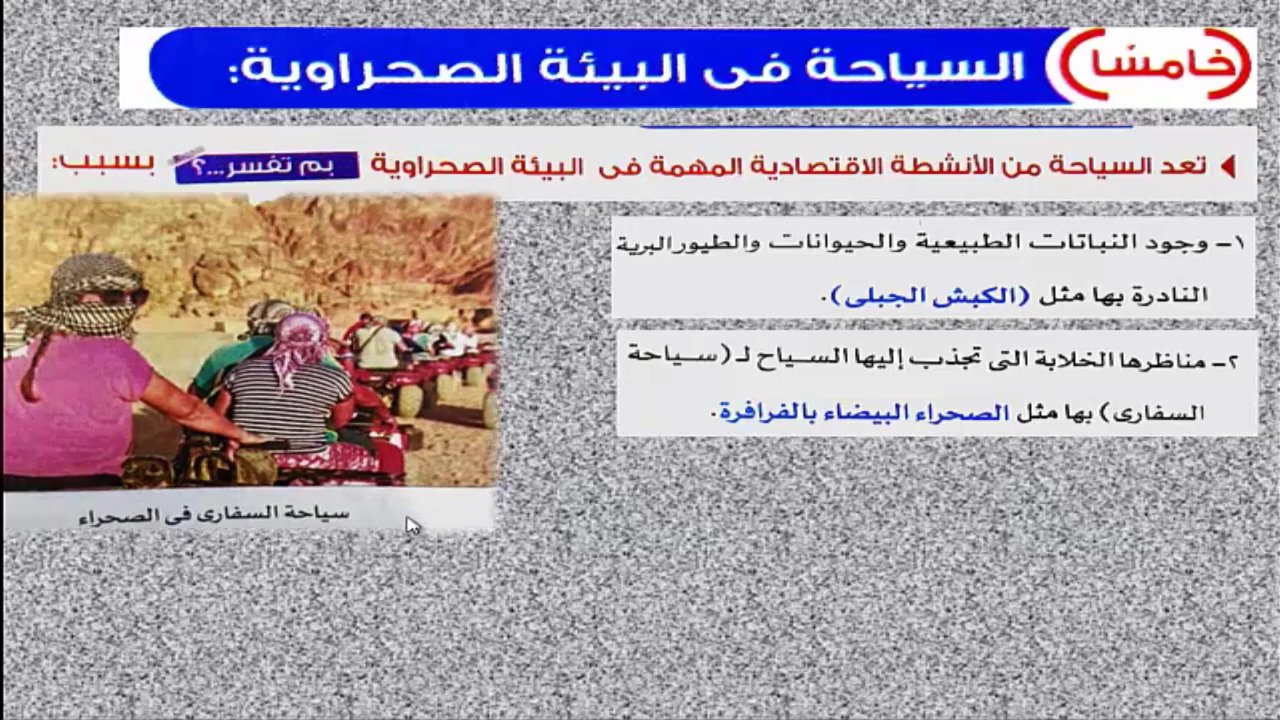 خامسًا
السياحة فى البيئة الصحراوية:
تعد السياحة من الأنشطة الاقتصادية المهمة فى البيئة الصحراوية بم تفسر...؟ بسبب:
١- وجود النباتات الطبيعية والحيوانات والطيور البرية
النادرة بها مثل (الكبش الجبلى).
٢- مناظرها الخلابة التى تجذب إليها السياح لـ (سياحة
السفارى) بها مثل الصحراء البيضاء بالفرافرة.
سياحة السفارى فى الصحراء